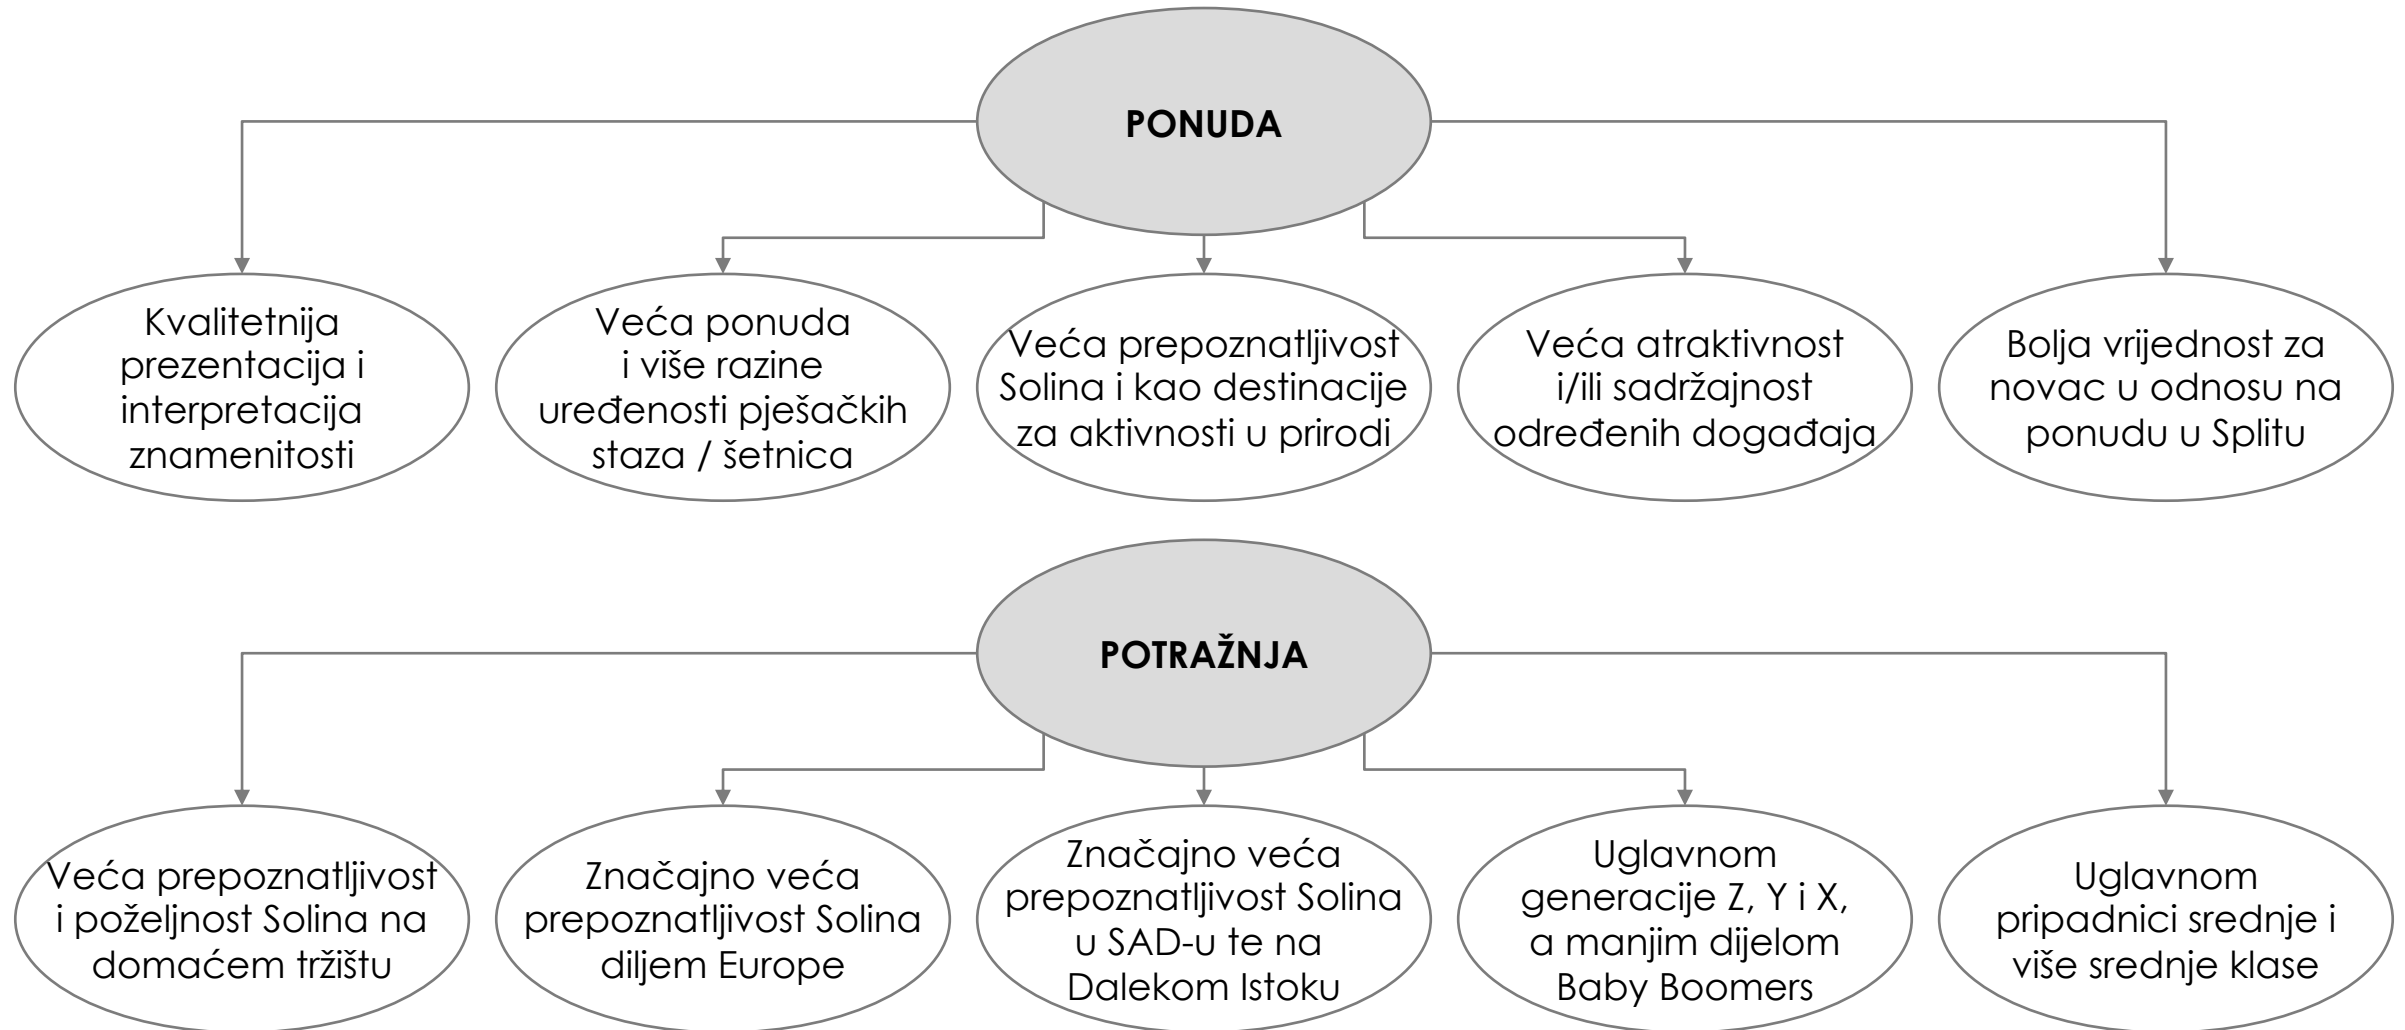 PONUDA
Kvalitetnija
prezentacija i
interpretacija
znamenitosti
Veća ponuda
i više razine
uređenosti pješačkih
staza / šetnica
Veća prepoznatljivost
Solina i kao destinacije
za aktivnosti u prirodi
Veća atraktivnost
i/ili sadržajnost
određenih događaja
Bolja vrijednost za
novac u odnosu na
ponudu u Splitu
POTRAŽNJA
Veća prepoznatljivost
i poželjnost Solina na
domaćem tržištu
Značajno veća
prepoznatljivost Solina
diljem Europe
Značajno veća
prepoznatljivost Solina
u SAD-u te na
Dalekom Istoku
Uglavnom
generacije Z, Y i X,
a manjim dijelom
Baby Boomers
Uglavnom
pripadnici srednje i
više srednje klase